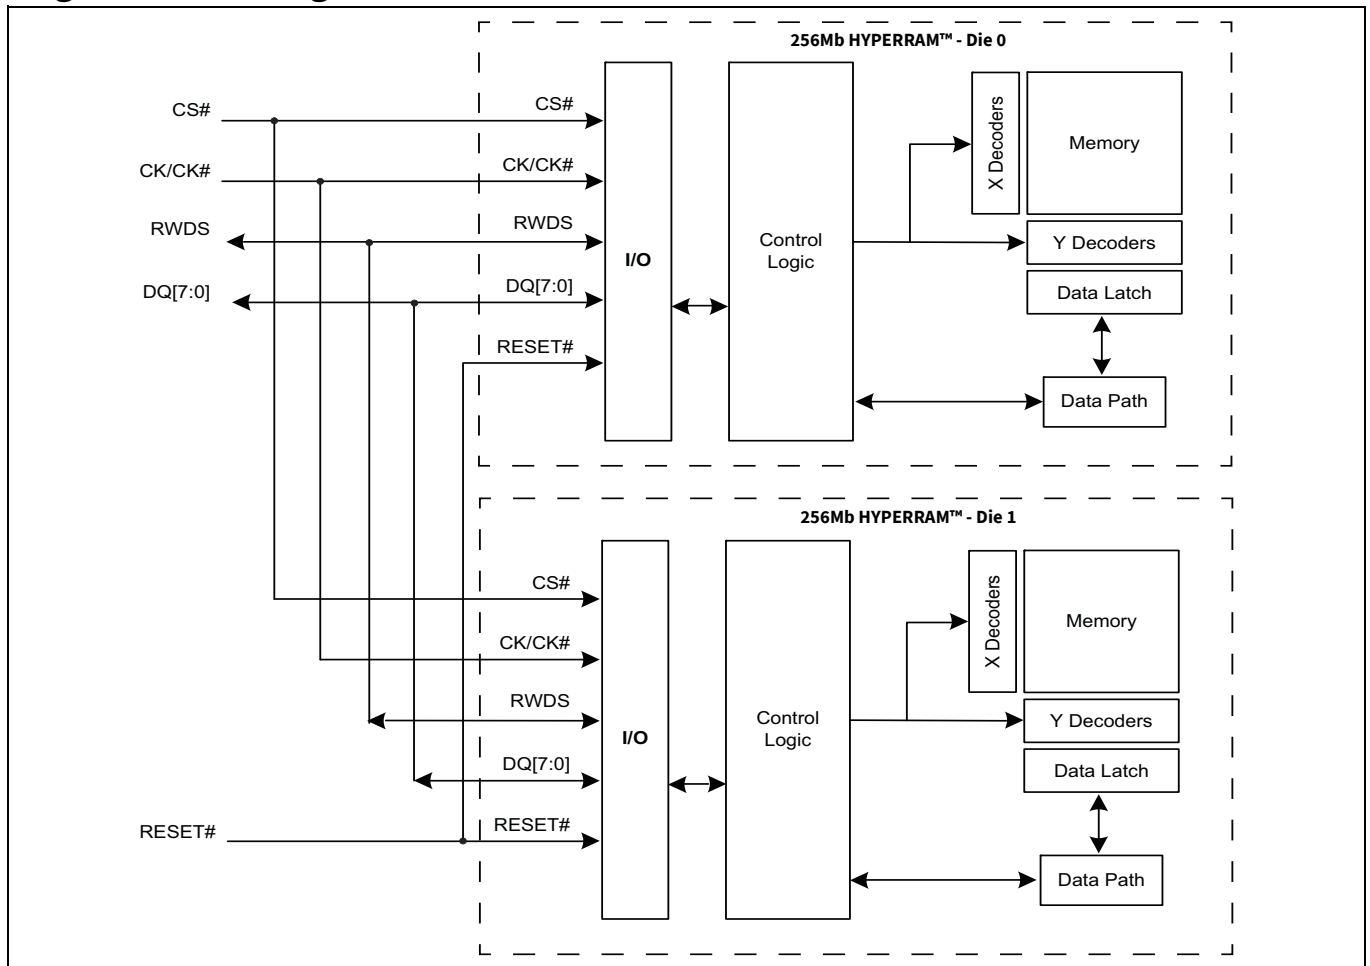 256Mb HYPERRAM™ - Die 0
CS#
CS#
CK/CK#
CK/CK#
RWDS
RWDS
DQ[7:0]
DQ[7:0]
RESET#
I/O
Control
Logic
X Decoders
Memory
Y Decoders
Data Latch
Data Path
256Mb HYPERRAM™ - Die 1
CS#
CK/CK#
RWDS
DQ[7:0]
RESET#
RESET#
I/O
Control
Logic
X Decoders
Memory
Y Decoders
Data Latch
Data Path